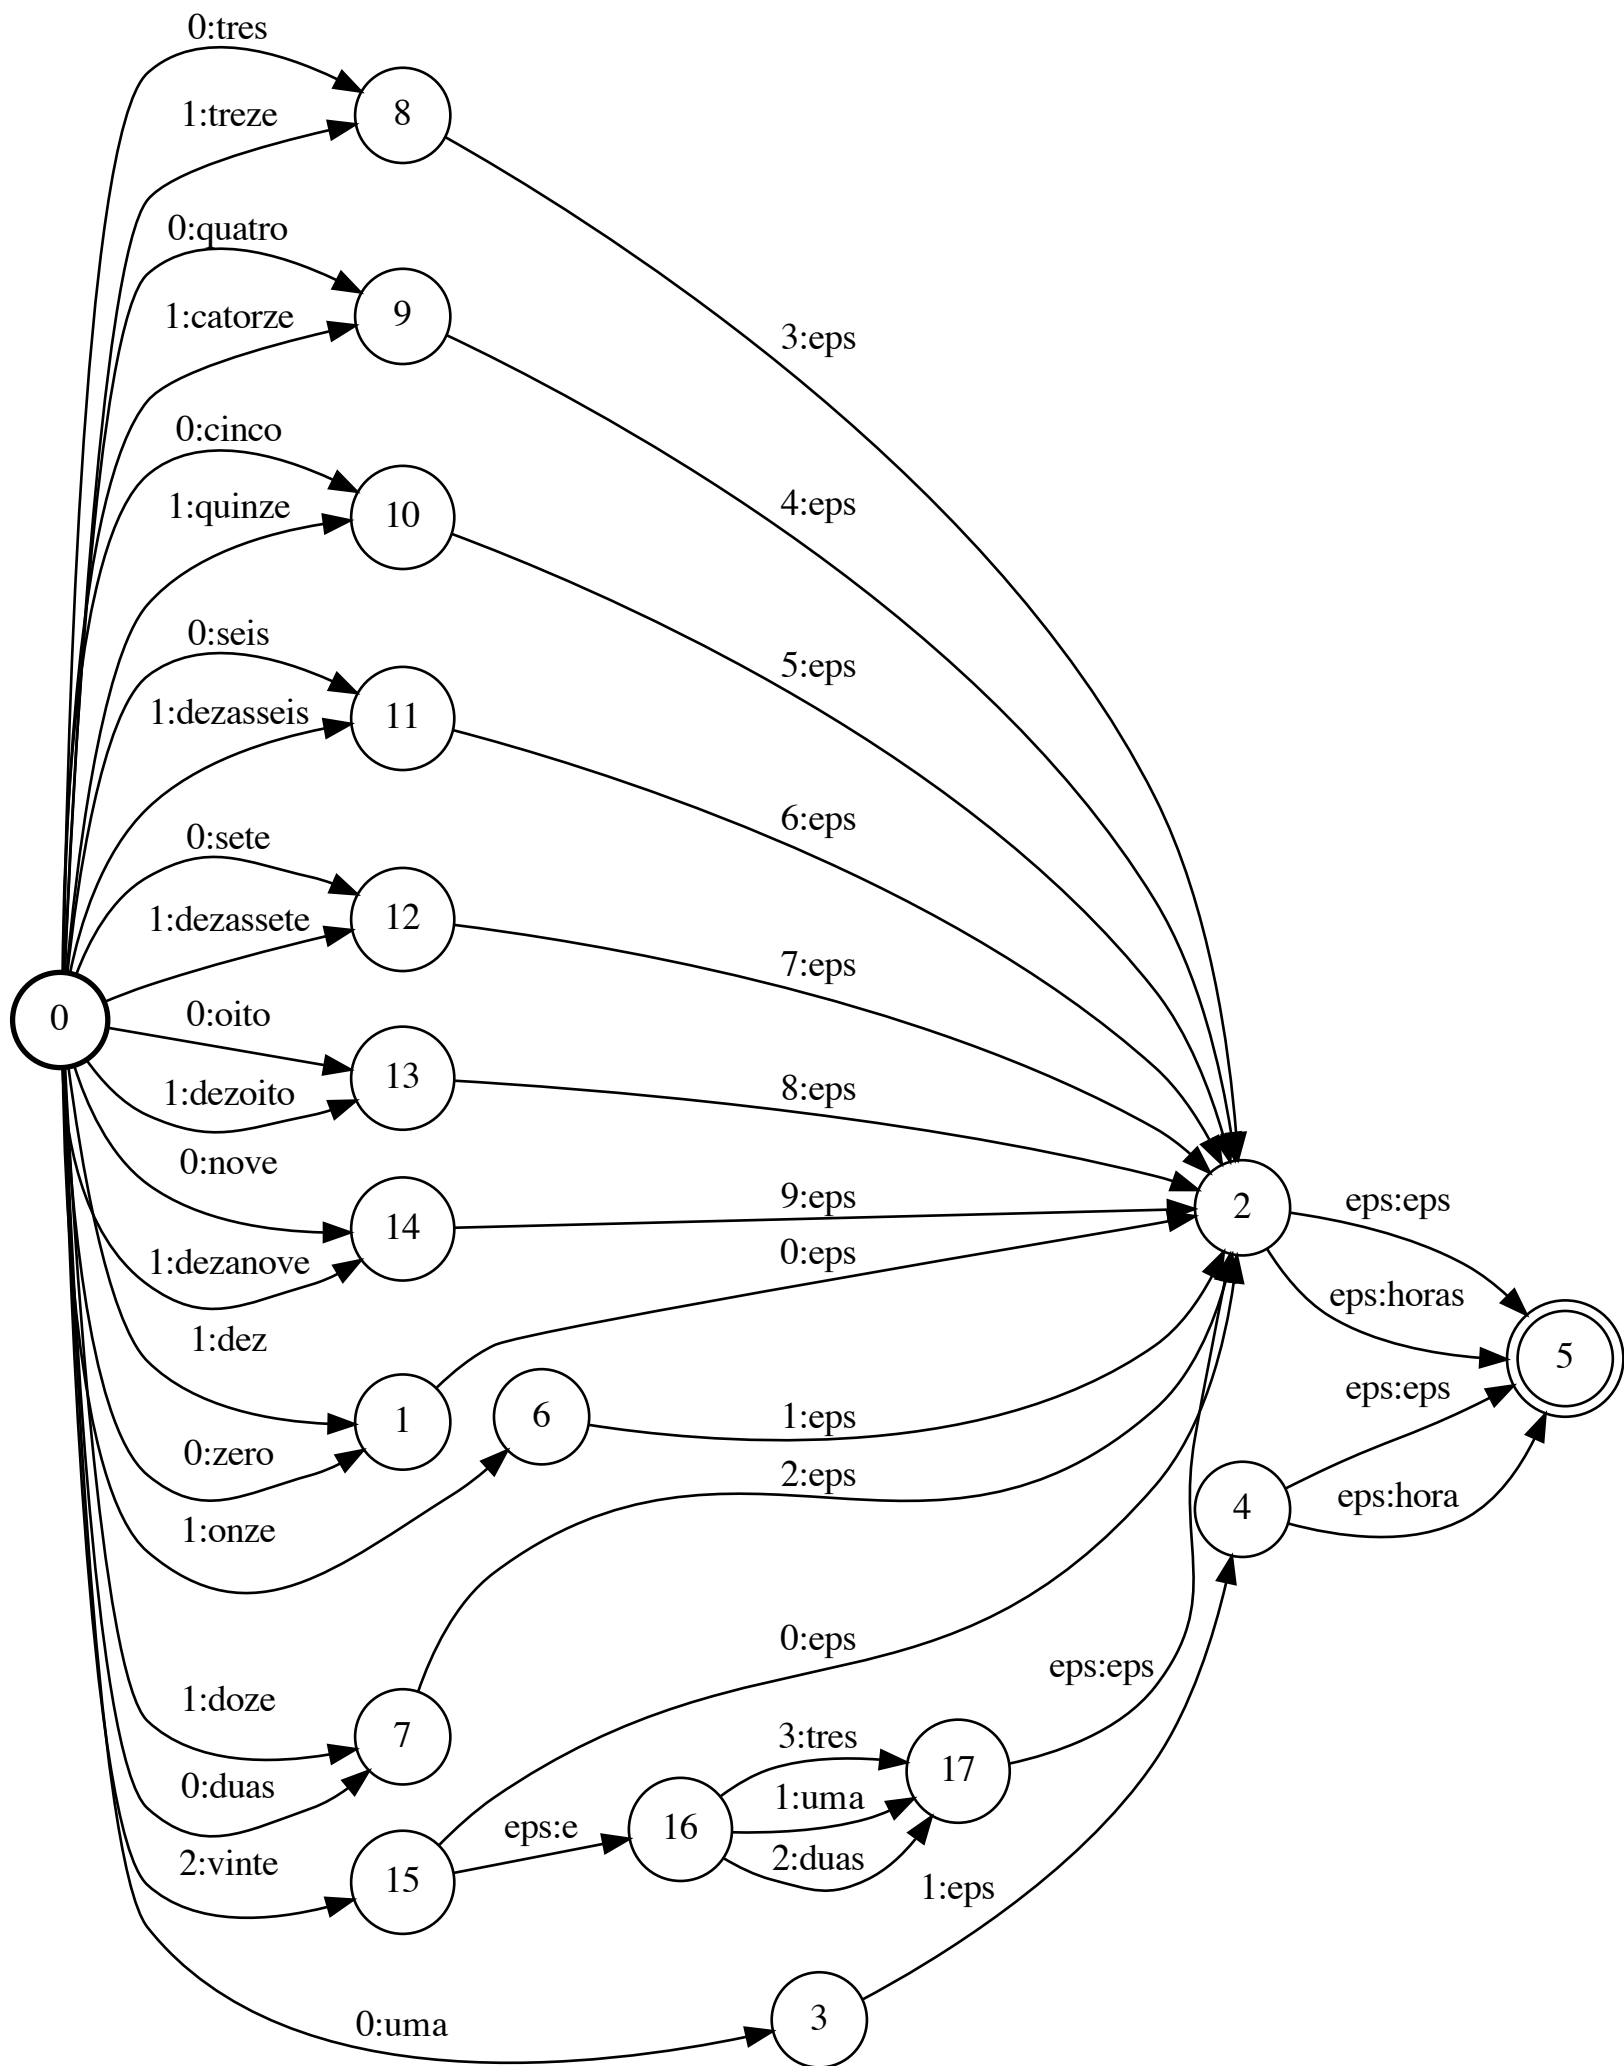 0:tres
1:treze
8
0:quatro
1:catorze
9
3:eps
0:cinco
1:quinze
10
4:eps
0:seis
1:dezasseis
11
5:eps
0:sete
1:dezassete
12
6:eps
7:eps
0
0:oito
1:dezoito
13
8:eps
0:nove
1:dezanove
14
9:eps
0:eps
2
eps:eps
eps:horas
5
1:dez
0:zero
1
6
1:eps
eps:eps
eps:hora
4
1:onze
2:eps
1:doze
0:duas
7
0:eps
eps:eps
2:vinte
15
eps:e
16
3:tres
1:uma
2:duas
17
1:eps
0:uma
3